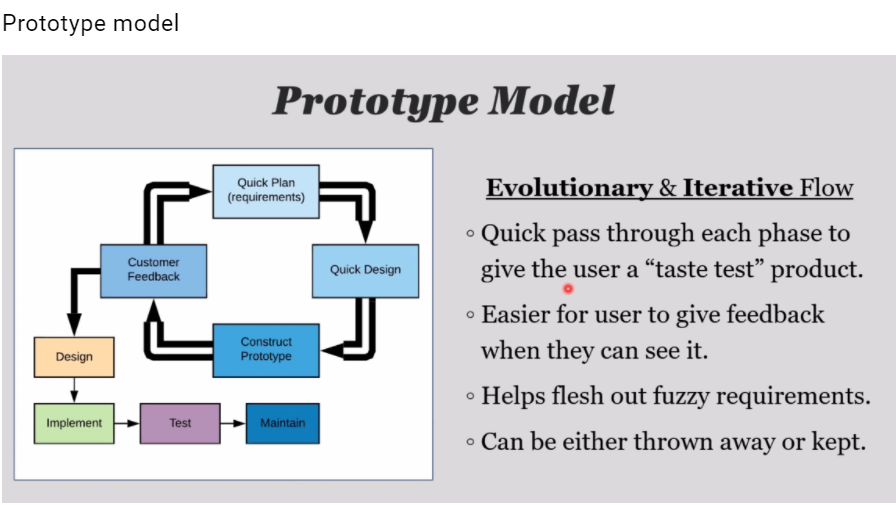 Prototype model
Prototype Model
Quick Plan
(requirements)
Customer
Feedback
Quick Design
Construct
Prototype
Design
Implement
Test
Maintain
Evolutionary & Iterative Flow
◦ Quick pass through each phase to
give the user a “taste test” product.
◦ Easier for user to give feedback
when they can see it.
◦ Helps flesh out fuzzy requirements.
◦ Can be either thrown away or kept.